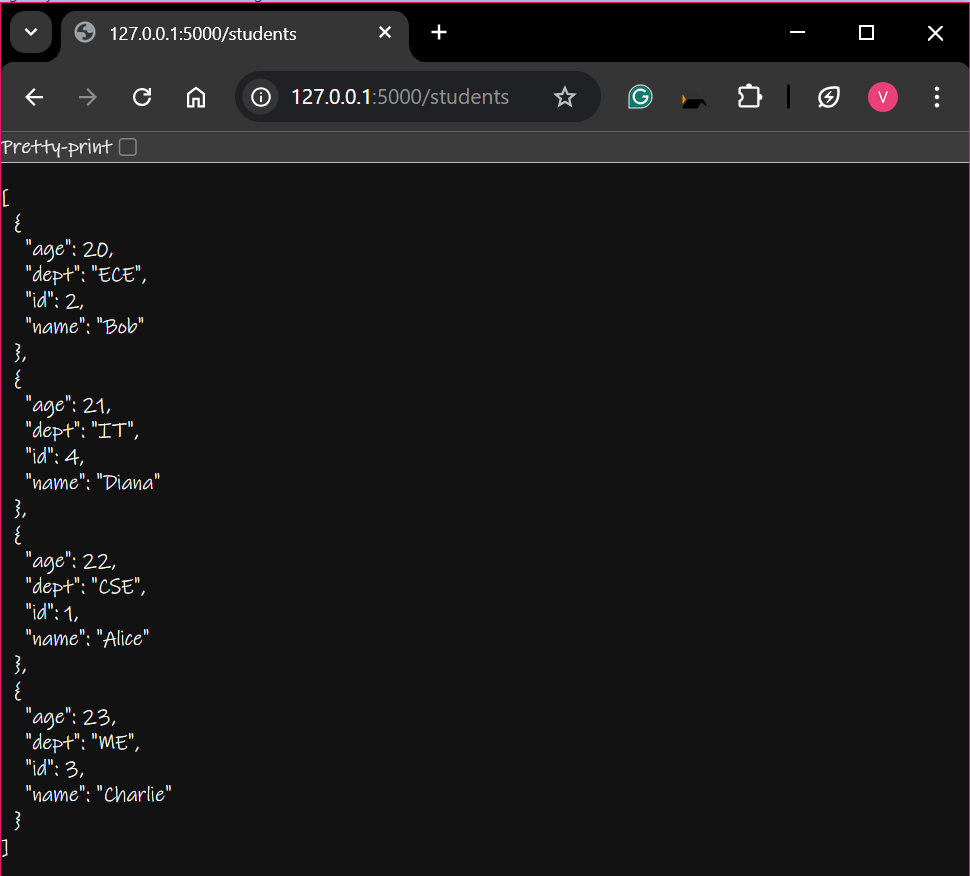 127.0.0.1:5000/students
127.0.0.1:5000/students
V
Pretty-print
[
  {
    "age": 20,
    "dept": "ECE",
    "id": 2,
    "name": "Bob"
  },
  {
    "age": 21,
    "dept": "IT",
    "id": 4,
    "name": "Diana"
  },
  {
    "age": 22,
    "dept": "CSE",
    "id": 1,
    "name": "Alice"
  },
  {
    "age": 23,
    "dept": "ME",
    "id": 3,
    "name": "Charlie"
  }
]